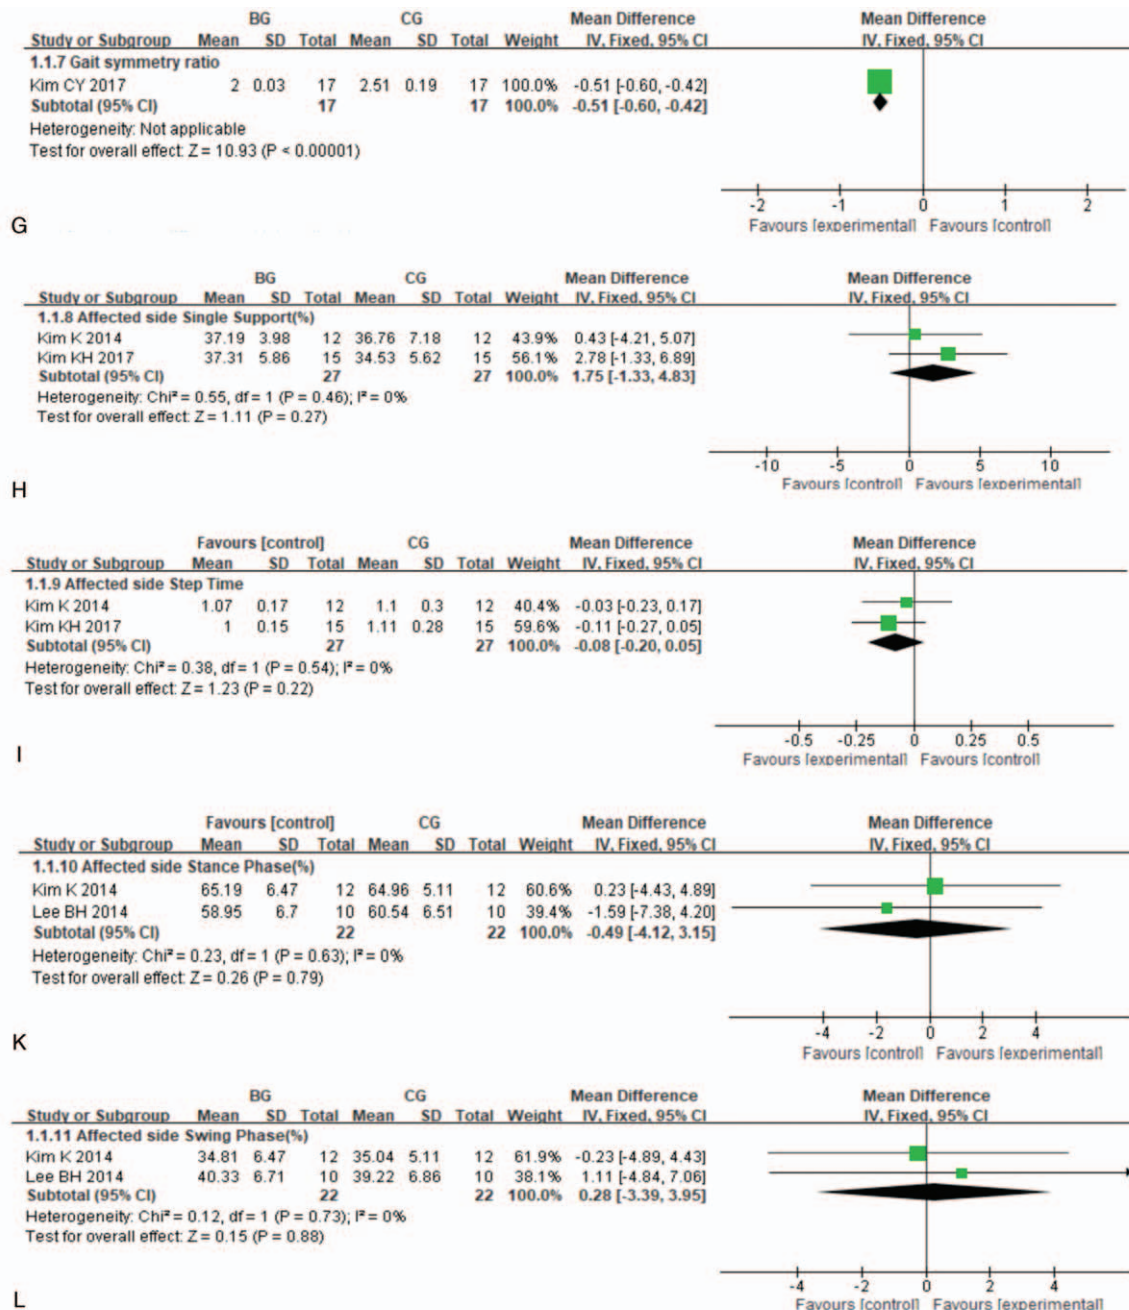 BG CG Mean Difference Mean Difference
Study or Subgroup Mean SD Total Mean SD Total Weight IV, Fixed, 95% CI IV, Fixed, 95% CI
1.1.7 Gait symmetry ratio
Kim CY 2017 2 0.03 17 2.51 0.19 17 100.0% -0.51 [-0.60, -0.42]
Subtotal (95% CI) 17 17 100.0% -0.51 [-0.60, -0.42]
Heterogeneity: Not applicable
Test for overall effect: Z = 10.93 (P < 0.00001)
-2 -1 0 1 2
Favours [experimental] Favours [control]
G
BG CG Mean Difference Mean Difference
Study or Subgroup Mean SD Total Mean SD Total Weight IV, Fixed, 95% CI IV, Fixed, 95% CI
1.1.8 Affected side Single Support(%)
Kim K 2014 37.19 3.98 12 36.76 7.18 12 43.9% 0.43 [-4.21, 5.07]
Kim KH 2017 37.31 5.86 15 34.53 5.62 15 56.1% 2.78 [-1.33, 6.89]
Subtotal (95% CI) 27 27 100.0% 1.75 [-1.33, 4.83]
Heterogeneity: Chi² = 0.55, df = 1 (P = 0.46); I² = 0%
Test for overall effect: Z = 1.11 (P = 0.27)
-10 -5 0 5 10
Favours [control] Favours [experimental]
H
Favours [control] CG Mean Difference Mean Difference
Study or Subgroup Mean SD Total Mean SD Total Weight IV, Fixed, 95% CI IV, Fixed, 95% CI
1.1.9 Affected side Step Time
Kim K 2014 1.07 0.17 12 1.1 0.3 12 40.4% -0.03 [-0.23, 0.17]
Kim KH 2017 1 0.15 15 1.11 0.28 15 59.6% -0.11 [-0.27, 0.05]
Subtotal (95% CI) 27 27 100.0% -0.08 [-0.20, 0.05]
Heterogeneity: Chi² = 0.38, df = 1 (P = 0.54); I² = 0%
Test for overall effect: Z = 1.23 (P = 0.22)
-0.5 -0.25 0 0.25 0.5
Favours [experimental] Favours [control]
I
Favours [control] CG Mean Difference Mean Difference
Study or Subgroup Mean SD Total Mean SD Total Weight IV, Fixed, 95% CI IV, Fixed, 95% CI
1.1.10 Affected side Stance Phase(%)
Kim K 2014 65.19 6.47 12 64.96 5.11 12 60.6% 0.23 [-4.43, 4.89]
Lee BH 2014 58.95 6.7 10 60.54 6.51 10 39.4% -1.59 [-7.38, 4.20]
Subtotal (95% CI) 22 22 100.0% -0.49 [-4.12, 3.15]
Heterogeneity: Chi² = 0.23, df = 1 (P = 0.63); I² = 0%
Test for overall effect: Z = 0.26 (P = 0.79)
-4 -2 0 2 4
Favours [control] Favours [experimental]
K
BG CG Mean Difference Mean Difference
Study or Subgroup Mean SD Total Mean SD Total Weight IV, Fixed, 95% CI IV, Fixed, 95% CI
1.1.11 Affected side Swing Phase(%)
Kim K 2014 34.81 6.47 12 35.04 5.11 12 61.9% -0.23 [-4.89, 4.43]
Lee BH 2014 40.33 6.71 10 39.22 6.86 10 38.1% 1.11 [-4.84, 7.06]
Subtotal (95% CI) 22 22 100.0% 0.28 [-3.39, 3.95]
Heterogeneity: Chi² = 0.12, df = 1 (P = 0.73); I² = 0%
Test for overall effect: Z = 0.15 (P = 0.88)
-4 -2 0 2 4
Favours [control] Favours [experimental]
L